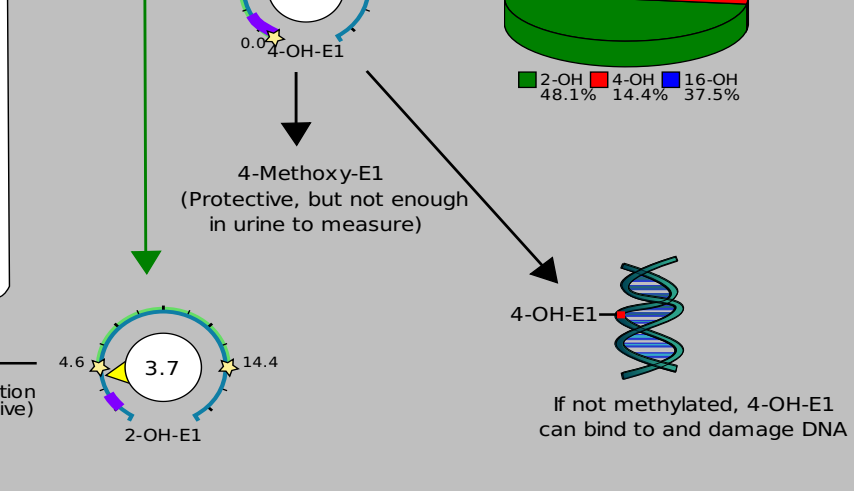 0.0
4-OH-E1
2-OH 4-OH 16-OH
48.1% 14.4% 37.5%
4-Methoxy-E1
(Protective, but not enough
in urine to measure)
4-OH-E1
4.6 3.7 14.4
2-OH-E1
tion
ive)
If not methylated, 4-OH-E1
can bind to and damage DNA